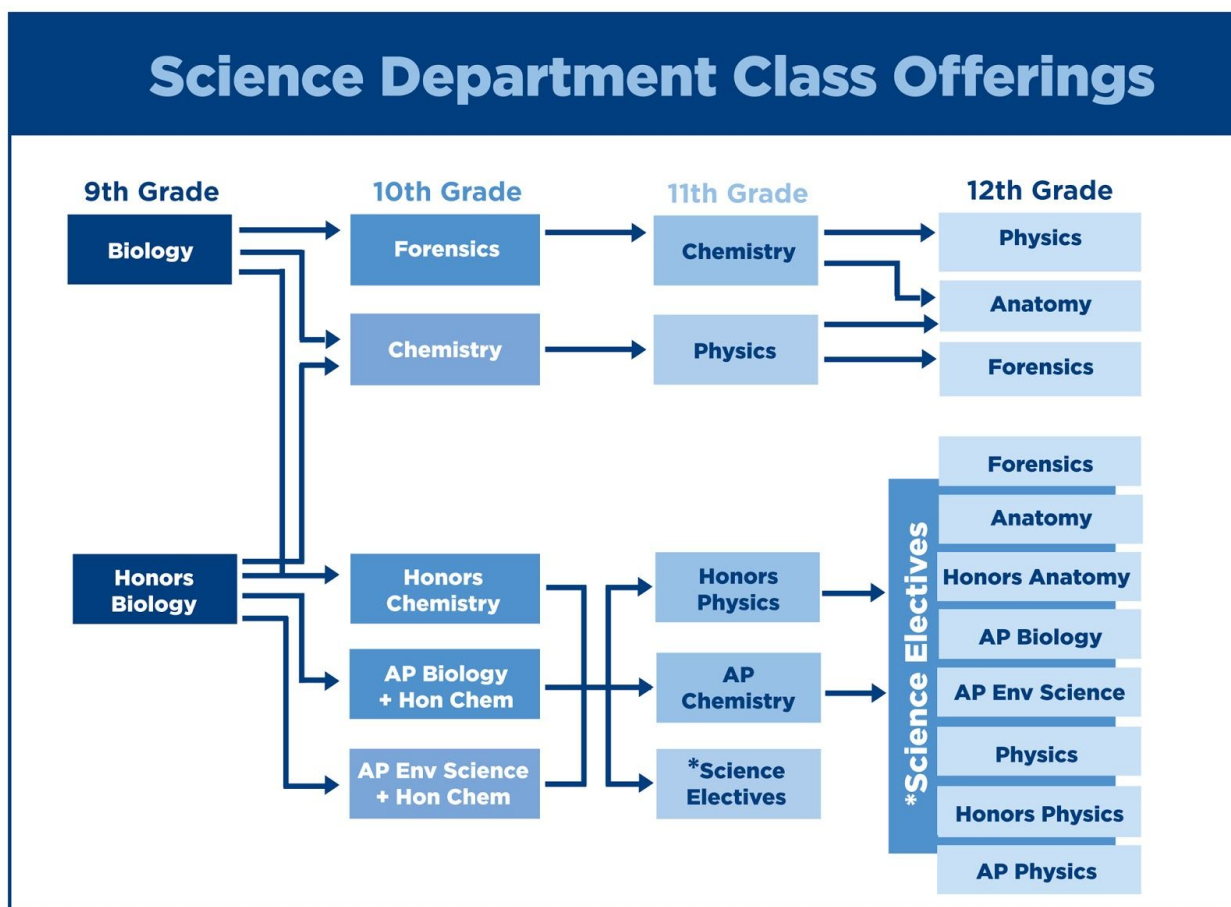 Science Department Class Offerings
9th Grade
10th Grade
11th Grade
12th Grade
Biology
Forensics
Chemistry
Physics
Anatomy
Chemistry
Physics
Forensics
Honors
Biology
Honors
Chemistry
AP Biology
+ Hon Chem
AP Env Science
+ Hon Chem
Honors
Physics
AP
Chemistry
*Science
Electives
*Science Electives
Forensics
Anatomy
Honors Anatomy
AP Biology
AP Env Science
Physics
Honors Physics
AP Physics